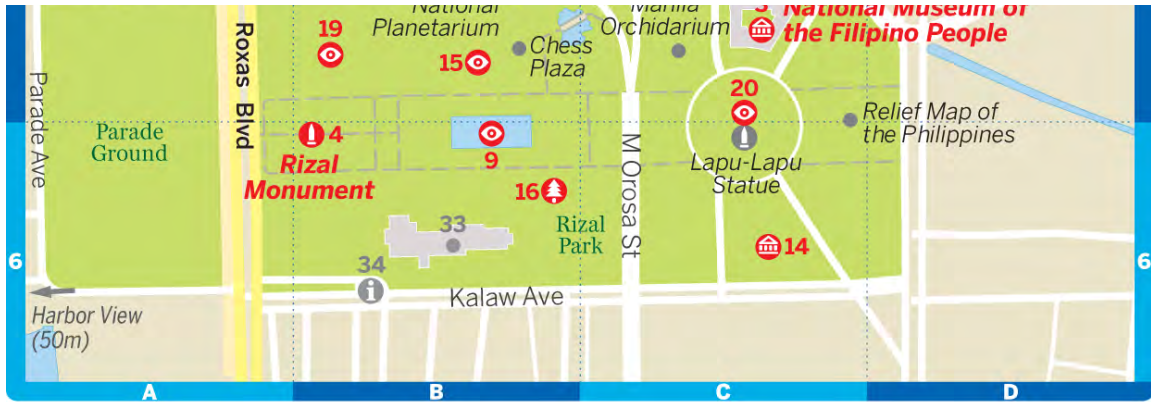 National
Planetarium
Manila
Orchidarium
3
National Museum of
the Filipino People
19
15
Chess
Plaza
20
Roxas Blvd
Parade Ave
Parade
Ground
4
Rizal
Monument
9
M Orosa St
Lapu-Lapu
Statue
Relief Map of
the Philippines
16
Rizal
Park
33
14
6
6
34
Kalaw Ave
Harbor View
(50m)
A
B
C
D